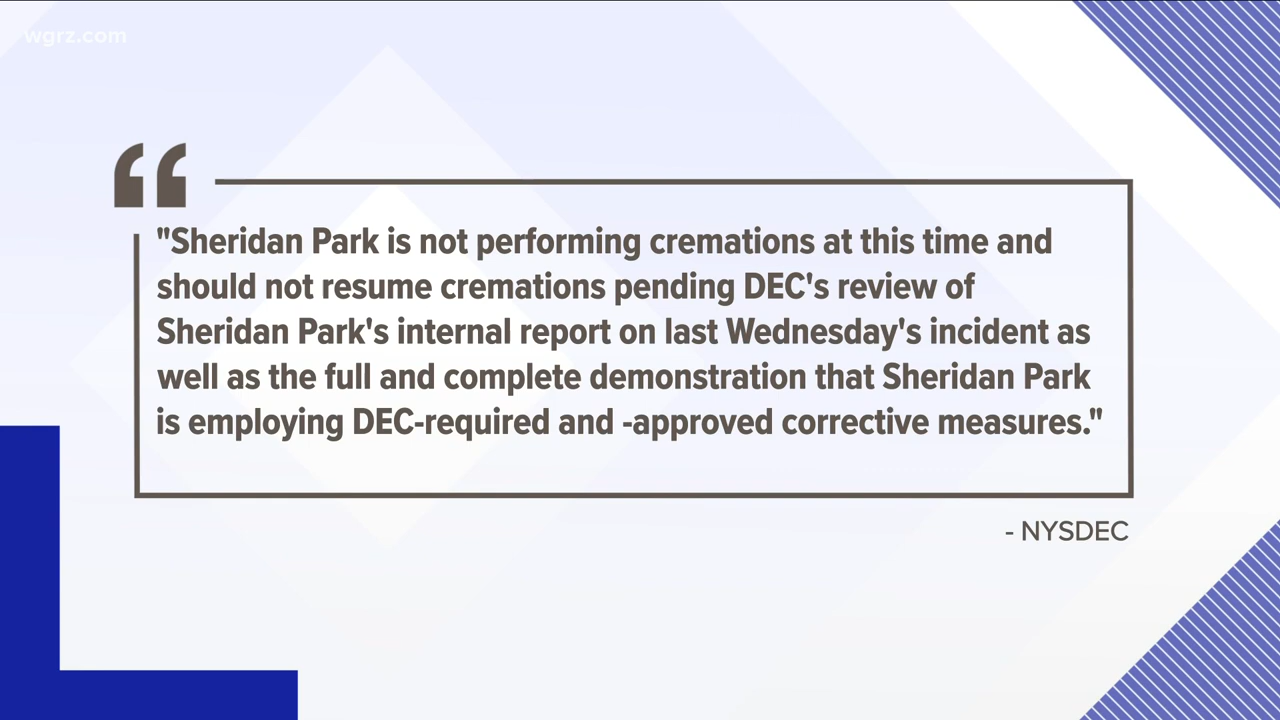 wgrz.com
"Sheridan Park is not performing cremations at this time and
should not resume cremations pending DEC's review of
Sheridan Park's internal report on last Wednesday's incident as
well as the full and complete demonstration that Sheridan Park
is employing DEC-required and -approved corrective measures."
- NYSDEC